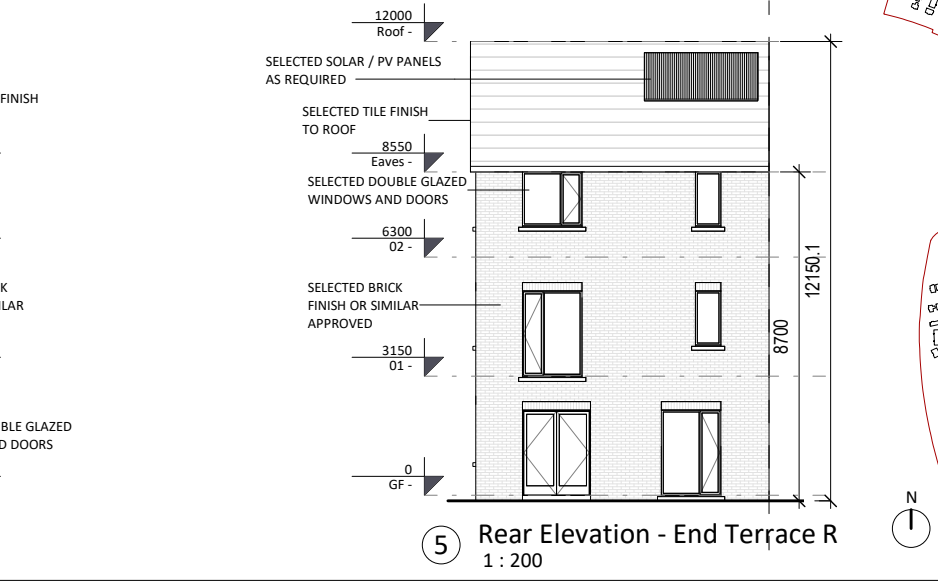 FINISH
K
ILAR
BLE GLAZED
D DOORS
12000
Roof -
SELECTED SOLAR / PV PANELS
AS REQUIRED
SELECTED TILE FINISH
TO ROOF
8550
Eaves -
SELECTED DOUBLE GLAZED
WINDOWS AND DOORS
6300
02 -
SELECTED BRICK
FINISH OR SIMILAR
APPROVED
3150
01 -
0
GF -
8700
12150.1
5 Rear Elevation - End Terrace R
1 : 200
N